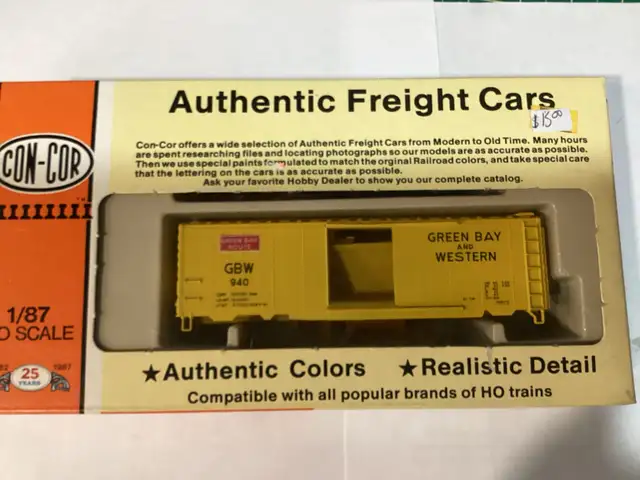 Authentic Freight Cars
$15.00
Con-Cor offers a wide selection of Authentic Freight Cars from Modern to Old Time. Many hours
are spent researching files and locating photographs so our models are as accurate as possible.
Then we use special paints formulated to match the orginal Railroad colors, and take special care
that the lettering on the cars is as accurate as possible.
Ask your favorite Hobby Dealer to show you our complete catalog.
CON-COR
TM
1/87
O SCALE
25
YEARS
1987
GREEN BAY
ROUTE
GBW
940
GREEN BAY
AND
WESTERN
★Authentic Colors ★Realistic Detail
Compatible with all popular brands of HO trains